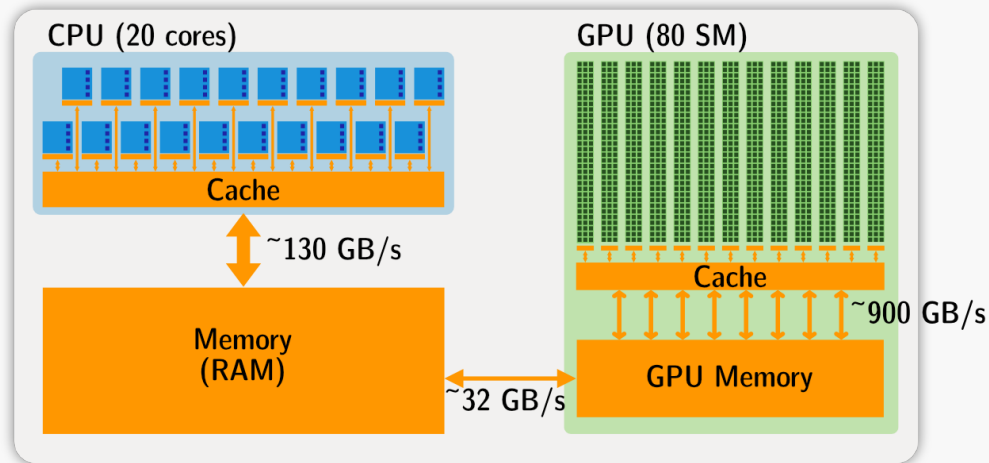 CPU (20 cores)
Cache
~130 GB/s
Memory
(RAM)
~32 GB/s
GPU (80 SM)
Cache
~900 GB/s
GPU Memory